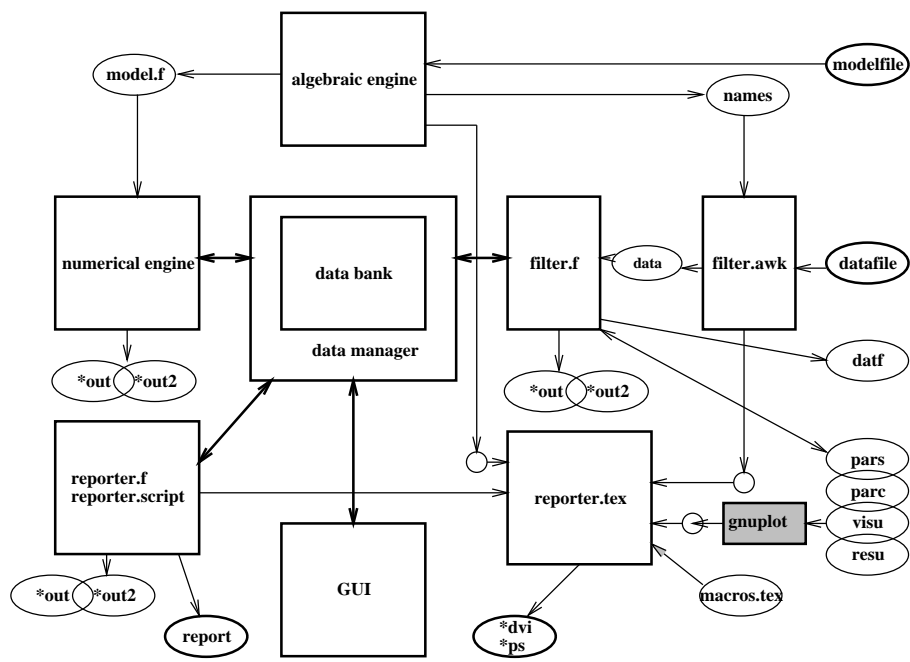 model.f
algebraic engine
modelfile
names
numerical engine
data bank
data manager
filter.f
data
filter.awk
datafile
*out
*out2
*out
*out2
datf
reporter.f
reporter.script
reporter.tex
pars
parc
visu
resu
gnuplot
*out
*out2
GUI
macros.tex
report
*dvi
*ps